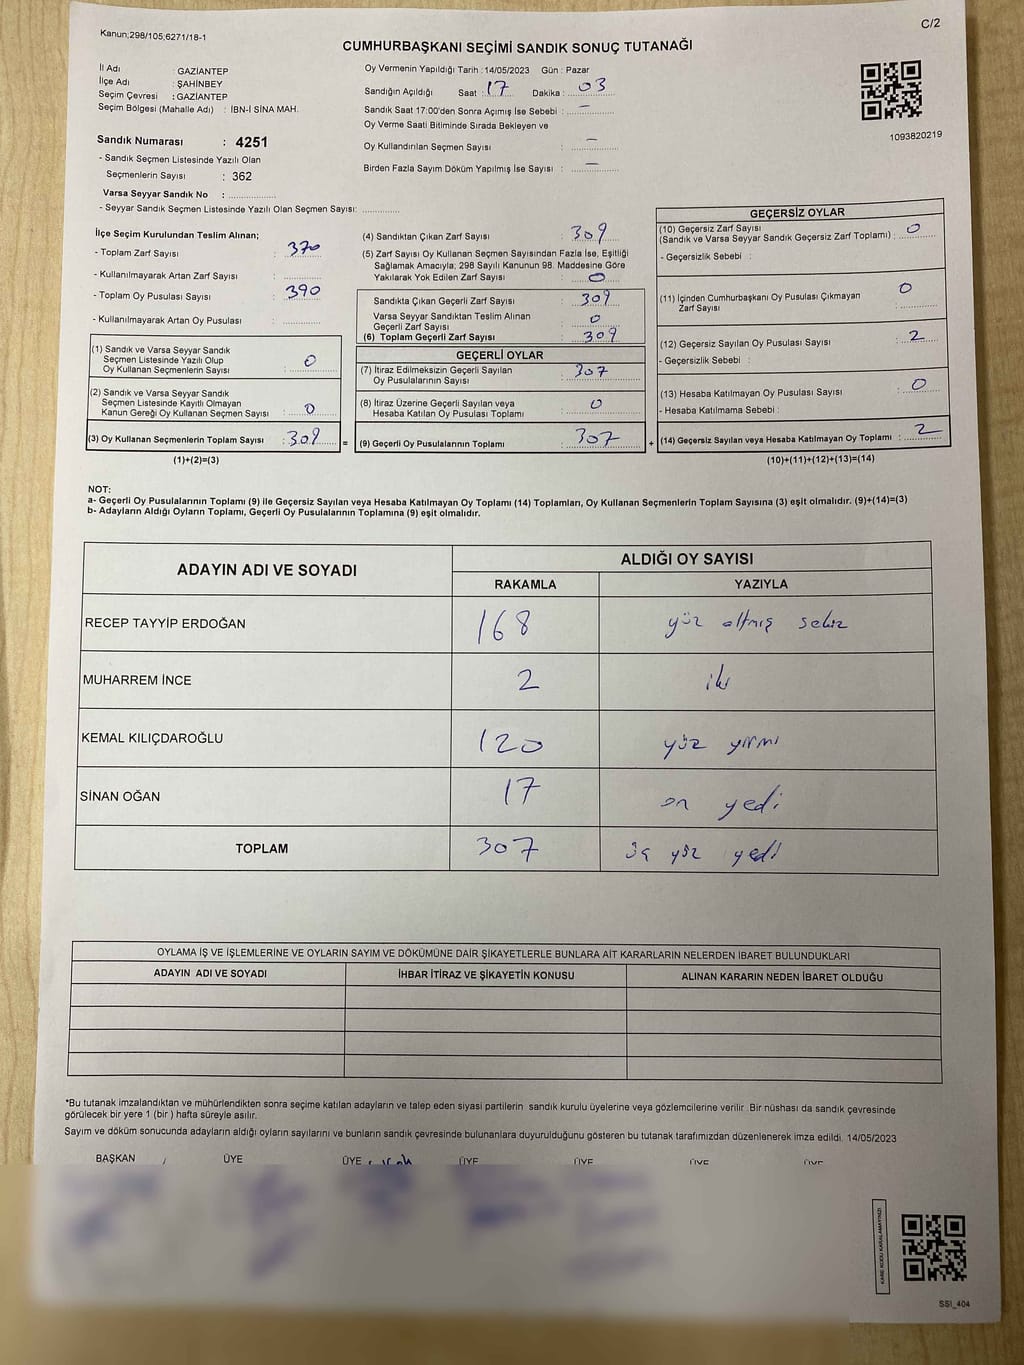 Kanun;298/105;6271/18-1
C/2
CUMHURBAŞKANI SEÇİMİ SANDIK SONUÇ TUTANAĞI
İl Adı : GAZİANTEP
İlçe Adı : ŞAHİNBEY
Seçim Çevresi : GAZİANTEP
Seçim Bölgesi (Mahalle Adı) : İBN-İ SİNA MAH.
Sandık Numarası : 4251
- Sandık Seçmen Listesinde Yazılı Olan
Seçmenlerin Sayısı : 362
Varsa Seyyar Sandık No :
- Seyyar Sandık Seçmen Listesinde Yazılı Olan Seçmen Sayısı:
Oy Vermenin Yapıldığı Tarih : 14/05/2023 Gün : Pazar
Sandığın Açıldığı Saat : 17 Dakika : 03
Sandık Saat 17:00'den Sonra Açımış İse Sebebi : —
Oy Verme Saati Bitiminde Sırada Bekleyen ve
Oy Kullandırılan Seçmen Sayısı : —
Birden Fazla Sayım Döküm Yapılmış İse Sayısı : —
1093820219
İlçe Seçim Kurulundan Teslim Alınan;
- Toplam Zarf Sayısı : 370
- Kullanılmayarak Artan Zarf Sayısı :
- Toplam Oy Pusulası Sayısı : 390
- Kullanılmayarak Artan Oy Pusulası :
(1) Sandık ve Varsa Seyyar Sandık
Seçmen Listesinde Yazılı Olup
Oy Kullanan Seçmenlerin Sayısı : 0
(2) Sandık ve Varsa Seyyar Sandık
Seçmen Listesinde Kayıtlı Olmayan
Kanun Gereği Oy Kullanan Seçmen Sayısı : 0
(3) Oy Kullanan Seçmenlerin Toplam Sayısı : 309 =
(1)+(2)=(3)
(4) Sandıktan Çıkan Zarf Sayısı : 309
(5) Zarf Sayısı Oy Kullanan Seçmen Sayısından Fazla İse, Eşitliği
Sağlamak Amacıyla; 298 Sayılı Kanunun 98. Maddesine Göre
Yakılarak Yok Edilen Zarf Sayısı : 0
Sandıkta Çıkan Geçerli Zarf Sayısı : 309
Varsa Seyyar Sandıktan Teslim Alınan
Geçerli Zarf Sayısı : 0
(6) Toplam Geçerli Zarf Sayısı : 309
GEÇERLİ OYLAR
(7) İtiraz Edilmeksizin Geçerli Sayılan
Oy Pusulalarının Sayısı : 307
(8) İtiraz Üzerine Geçerli Sayılan veya
Hesaba Katılan Oy Pusulası Toplamı : 0
(9) Geçerli Oy Pusulalarının Toplamı : 307 +
GEÇERSİZ OYLAR
(10) Geçersiz Zarf Sayısı
(Sandık ve Varsa Seyyar Sandık Geçersiz Zarf Toplamı) : 0
- Geçersizlik Sebebi :
(11) İçinden Cumhurbaşkanı Oy Pusulası Çıkmayan
Zarf Sayısı : 0
(12) Geçersiz Sayılan Oy Pusulası Sayısı : 2
- Geçersizlik Sebebi :
(13) Hesaba Katılmayan Oy Pusulası Sayısı : 0
- Hesaba Katılmama Sebebi :
(14) Geçersiz Sayılan veya Hesaba Katılmayan Oy Toplamı : 2
(10)+(11)+(12)+(13)=(14)
NOT:
a- Geçerli Oy Pusulalarının Toplamı (9) ile Geçersiz Sayılan veya Hesaba Katılmayan Oy Toplamı (14) Toplamları, Oy Kullanan Seçmenlerin Toplam Sayısına (3) eşit olmalıdır. (9)+(14)=(3)
b- Adayların Aldığı Oyların Toplamı, Geçerli Oy Pusulalarının Toplamına (9) eşit olmalıdır.
ADAYIN ADI VE SOYADI ALDIĞI OY SAYISI
RAKAMLA YAZIYLA
RECEP TAYYİP ERDOĞAN 168 yüz altmış sekiz
MUHARREM İNCE 2 iki
KEMAL KILIÇDAROĞLU 120 yüz yirmi
SİNAN OĞAN 17 on yedi
TOPLAM 307 üç yüz yedi
OYLAMA İŞ VE İŞLEMLERİNE VE OYLARIN SAYIM VE DÖKÜMÜNE DAİR ŞİKAYETLERLE BUNLARA AİT KARARLARIN NELERDEN İBARET BULUNDUKLARI
ADAYIN ADI VE SOYADI İHBAR İTİRAZ VE ŞİKAYETİN KONUSU ALINAN KARARIN NEDEN İBARET OLDUĞU
*Bu tutanak imzalandıktan ve mühürlendikten sonra seçime katılan adayların ve talep eden siyasi partilerin sandık kurulu üyelerine veya gözlemcilerine verilir .Bir nüshası da sandık çevresinde
görülecek bir yere 1 (bir ) hafta süreyle asılır.
Sayım ve döküm sonucunda adayların aldığı oyların sayılarını ve bunların sandık çevresinde bulunanlara duyurulduğunu gösteren bu tutanak tarafımızdan düzenlenerek imza edildi. 14/05/2023
BAŞKAN ÜYE ÜYE ÜYE ÜYE ÜYE ÜYE
KARE KODU KARALAMAYINIZ!
SSI_404